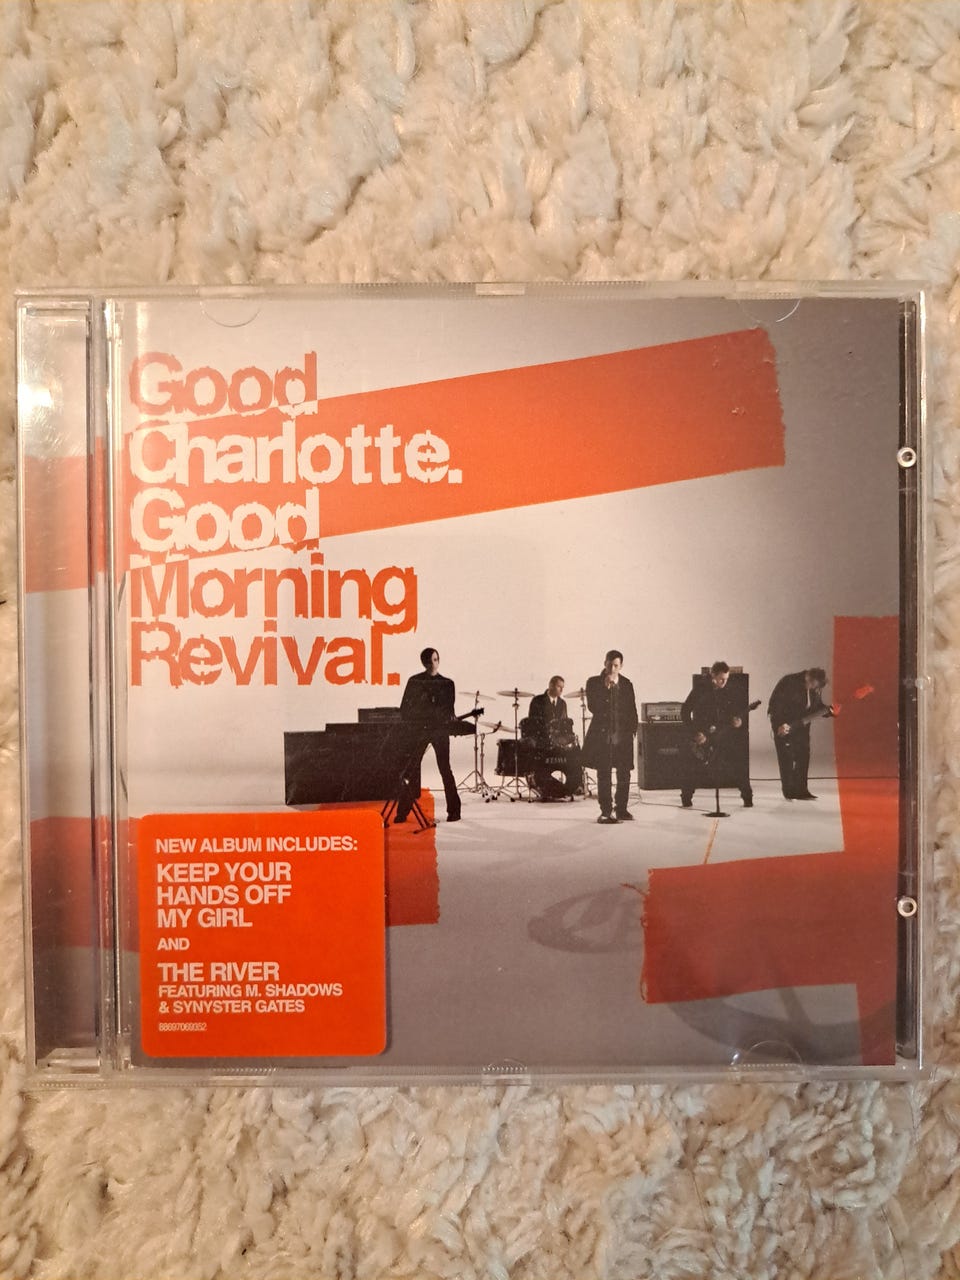 Good
Charlotte.
Good
Morning
Revival.
NEW ALBUM INCLUDES:
KEEP YOUR
HANDS OFF
MY GIRL
AND
THE RIVER
FEATURING M. SHADOWS
& SYNYSTER GATES
88697069352
TAMA